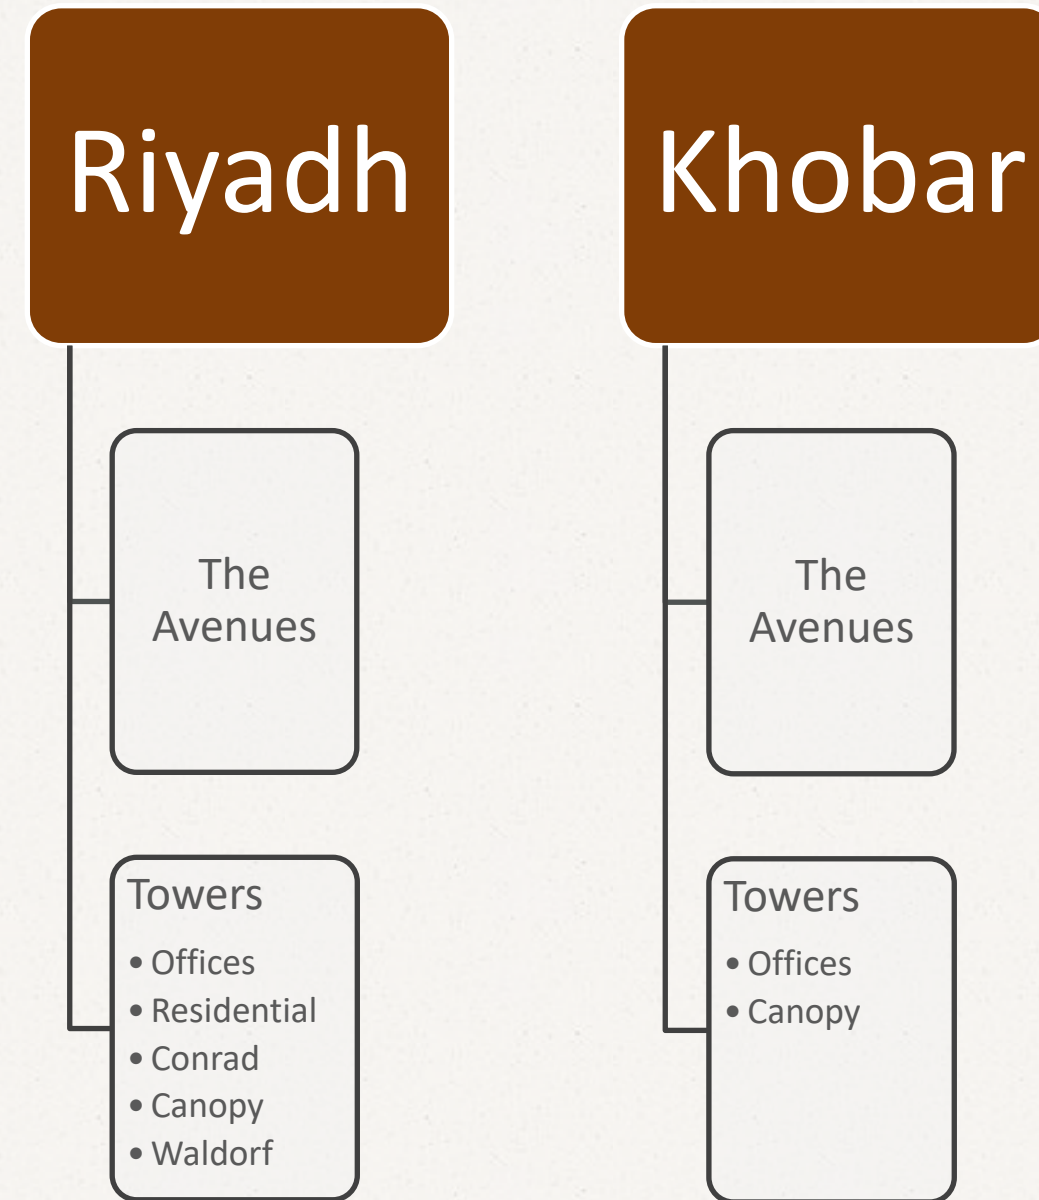 Riyadh
The
Avenues
Towers
• Offices
• Residential
• Conrad
• Canopy
• Waldorf
Khobar
The
Avenues
Towers
• Offices
• Canopy